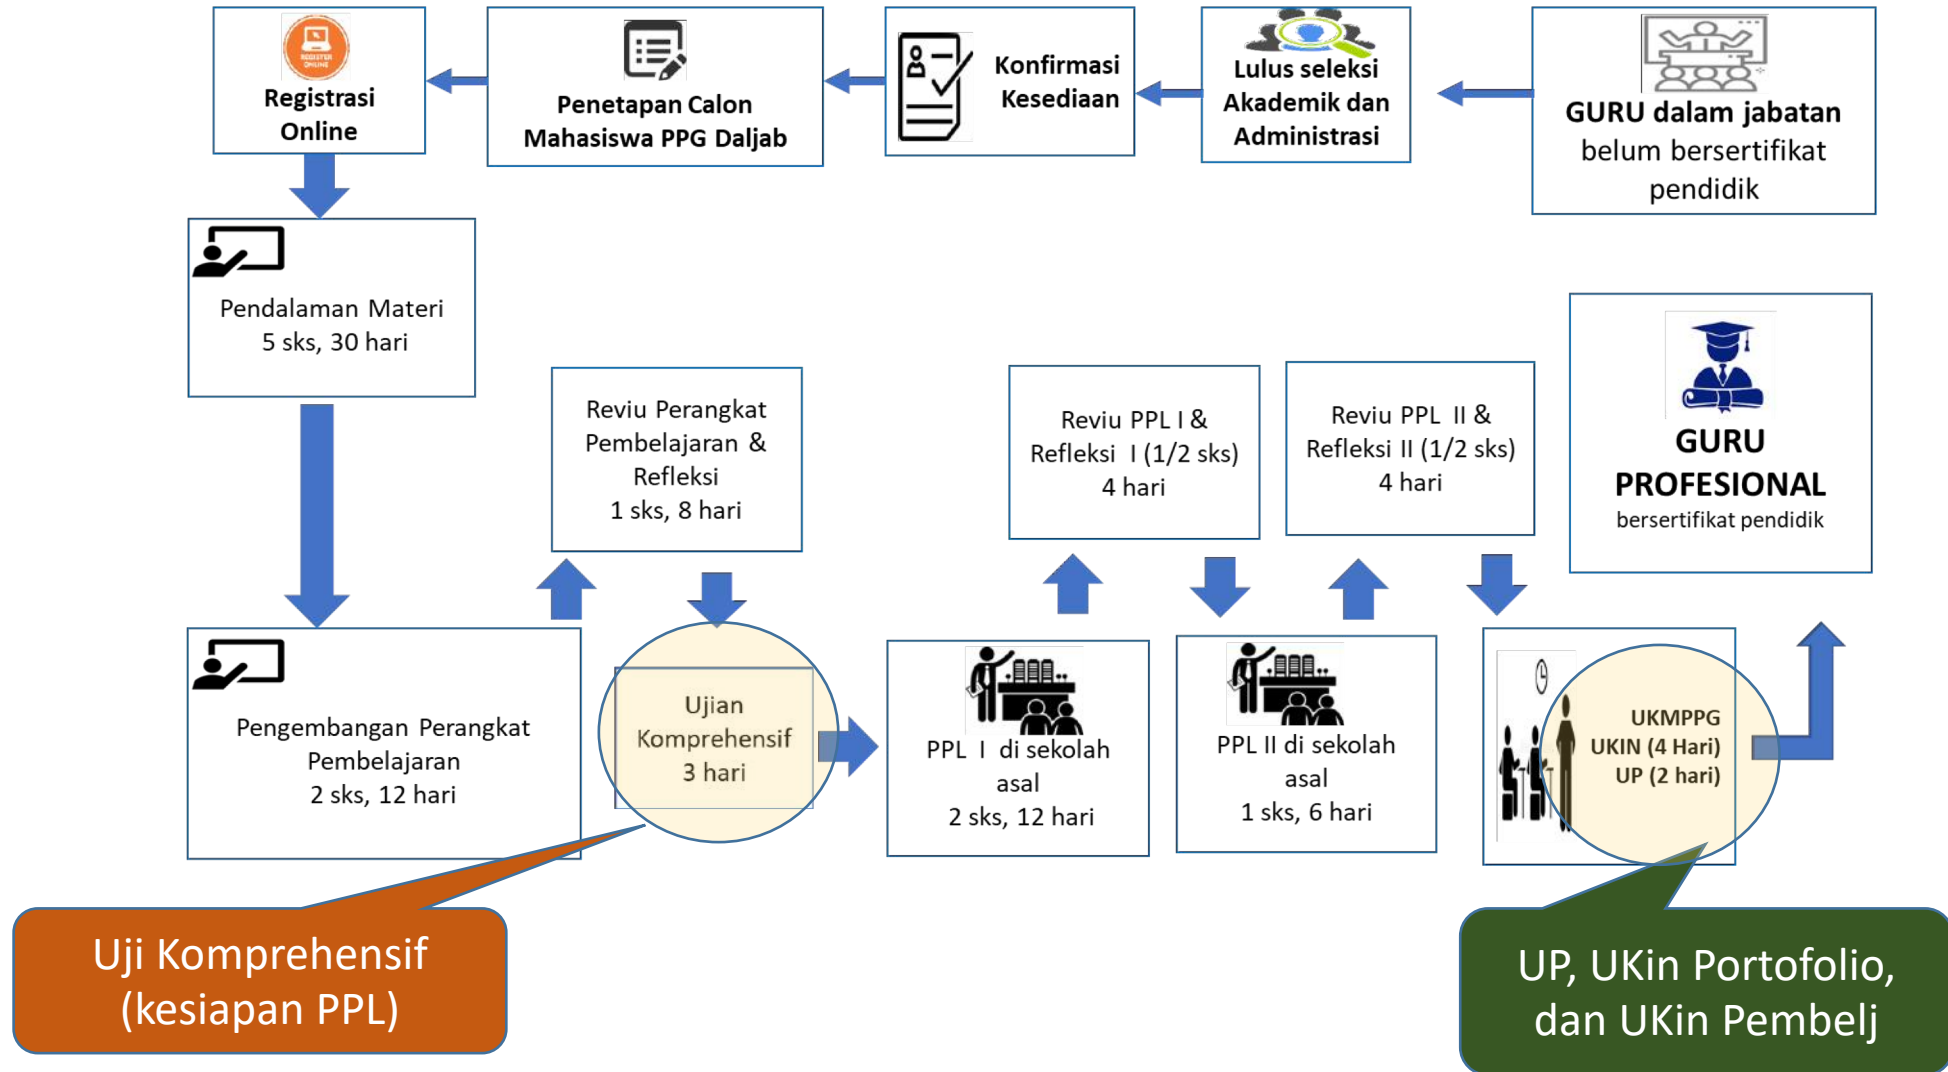 REGISTER
ONLINE
Registrasi
Online
Penetapan Calon
Mahasiswa PPG Daljab
Konfirmasi
Kesediaan
Lulus seleksi
Akademik dan
Administrasi
GURU dalam jabatan
belum bersertifikat
pendidik
Pendalaman Materi
5 sks, 30 hari
Reviu Perangkat
Pembelajaran &
Refleksi
1 sks, 8 hari
Reviu PPL I &
Refleksi I (1/2 sks)
4 hari
Reviu PPL II &
Refleksi II (1/2 sks)
4 hari
GURU
PROFESIONAL
bersertifikat pendidik
Pengembangan Perangkat
Pembelajaran
2 sks, 12 hari
Ujian
Komprehensif
3 hari
PPL I di sekolah
asal
2 sks, 12 hari
PPL II di sekolah
asal
1 sks, 6 hari
UKMPPG
UKIN (4 Hari)
UP (2 hari)
Uji Komprehensif
(kesiapan PPL)
UP, UKin Portofolio,
dan UKin Pembelj